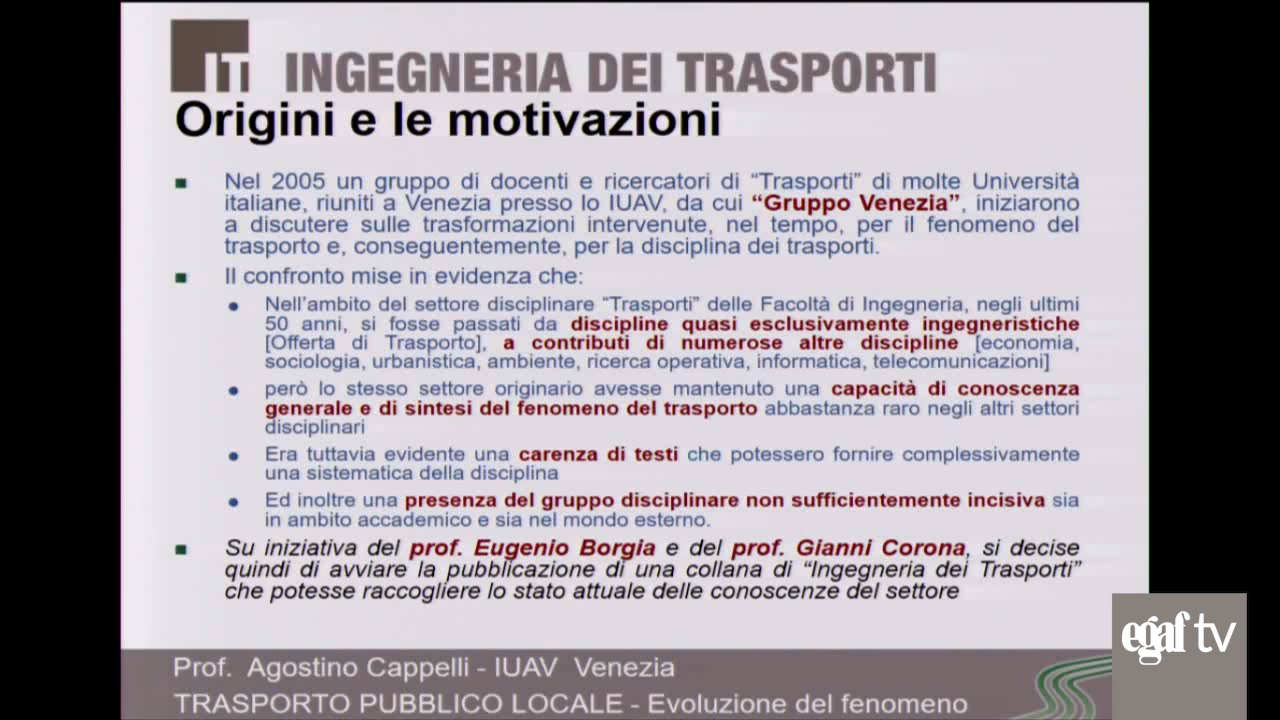 IT INGEGNERIA DEI TRASPORTI
Origini e le motivazioni
Nel 2005 un gruppo di docenti e ricercatori di “Trasporti” di molte Università
italiane, riuniti a Venezia presso lo IUAV, da cui “Gruppo Venezia”, iniziarono
a discutere sulle trasformazioni intervenute, nel tempo, per il fenomeno del
trasporto e, conseguentemente, per la disciplina dei trasporti.
Il confronto mise in evidenza che:
Nell’ambito del settore disciplinare “Trasporti” delle Facoltà di Ingegneria, negli ultimi
50 anni, si fosse passati da discipline quasi esclusivamente ingegneristiche
[Offerta di Trasporto], a contributi di numerose altre discipline [economia,
sociologia, urbanistica, ambiente, ricerca operativa, informatica, telecomunicazioni]
però lo stesso settore originario avesse mantenuto una capacità di conoscenza
generale e di sintesi del fenomeno del trasporto abbastanza raro negli altri settori
disciplinari
Era tuttavia evidente una carenza di testi che potessero fornire complessivamente
una sistematica della disciplina
Ed inoltre una presenza del gruppo disciplinare non sufficientemente incisiva sia
in ambito accademico e sia nel mondo esterno.
Su iniziativa del prof. Eugenio Borgia e del prof. Gianni Corona, si decise
quindi di avviare la pubblicazione di una collana di “Ingegneria dei Trasporti”
che potesse raccogliere lo stato attuale delle conoscenze del settore
Prof. Agostino Cappelli - IUAV Venezia
TRASPORTO PUBBLICO LOCALE - Evoluzione del fenomeno
egaf tv